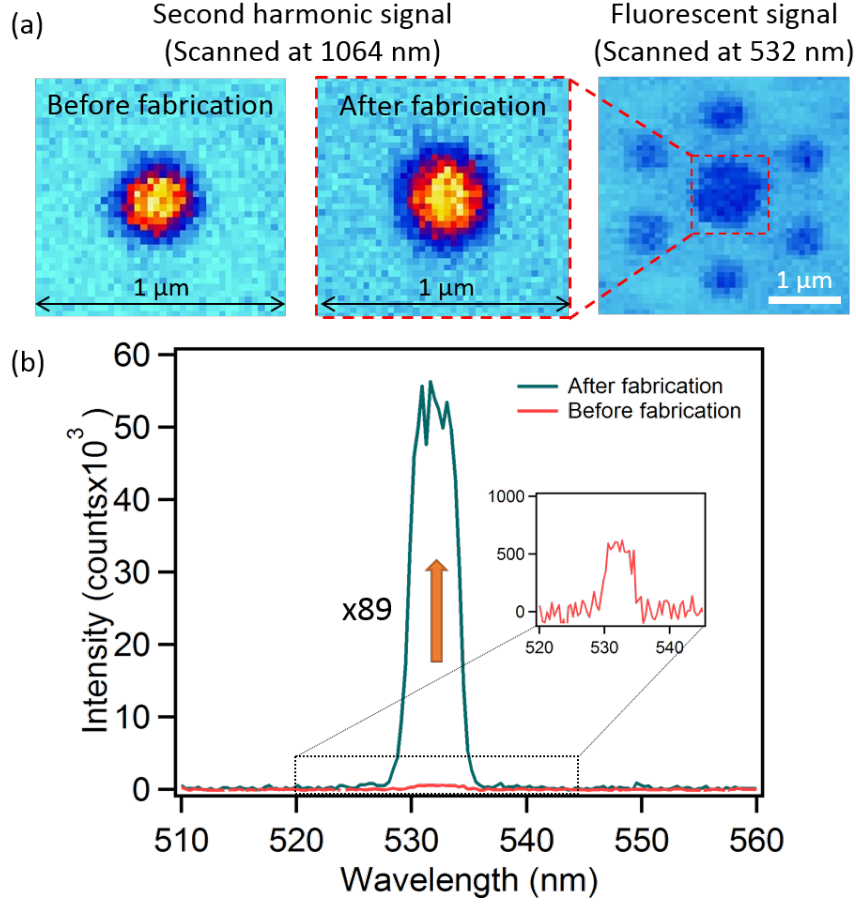 (a)
Second harmonic signal
(Scanned at 1064 nm)
Fluorescent signal
(Scanned at 532 nm)
Before fabrication
After fabrication
1 μm
1 μm
1 μm
(b)
Intensity (countsx10³)
60
50
40
30
20
10
0
After fabrication
Before fabrication
x89
1000
500
0
520
530
540
510
520
530
540
550
560
Wavelength (nm)